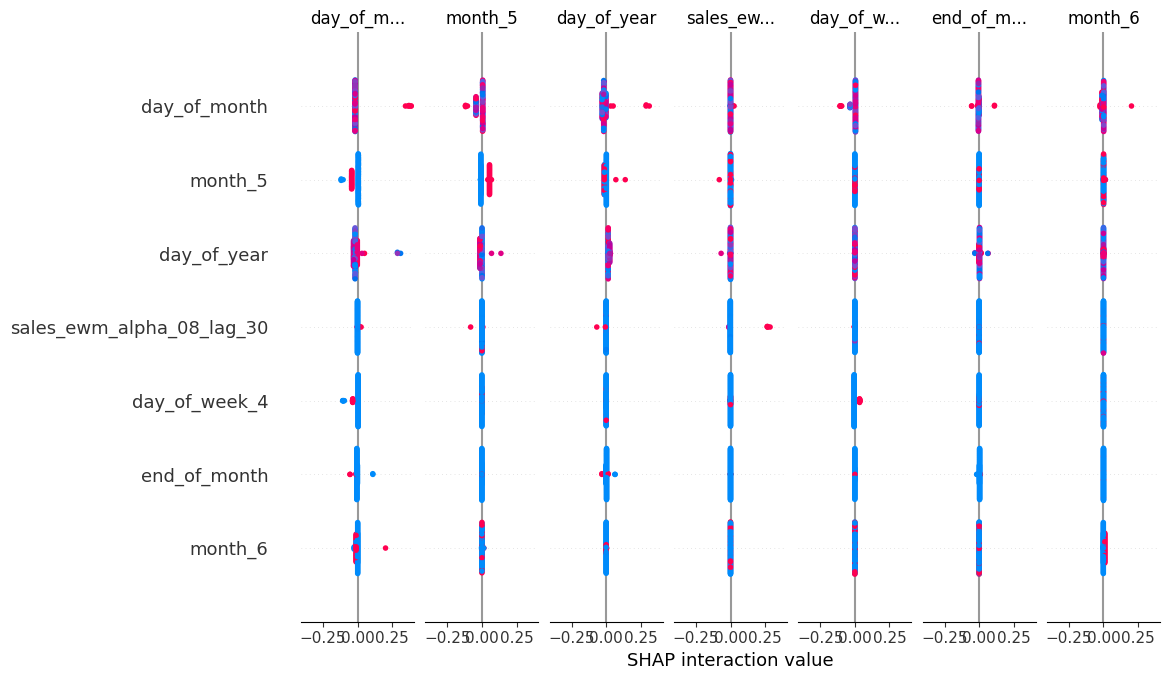 day_of_m... month_5 day_of_year sales_ew... day_of_w... end_of_m... month_6
day_of_month
month_5
day_of_year
sales_ewm_alpha_08_lag_30
day_of_week_4
end_of_month
month_6
−0.25 0.00 0.25 −0.25 0.00 0.25 −0.25 0.00 0.25 −0.25 0.00 0.25 −0.25 0.00 0.25 −0.25 0.00 0.25 −0.25 0.00 0.25
SHAP interaction value